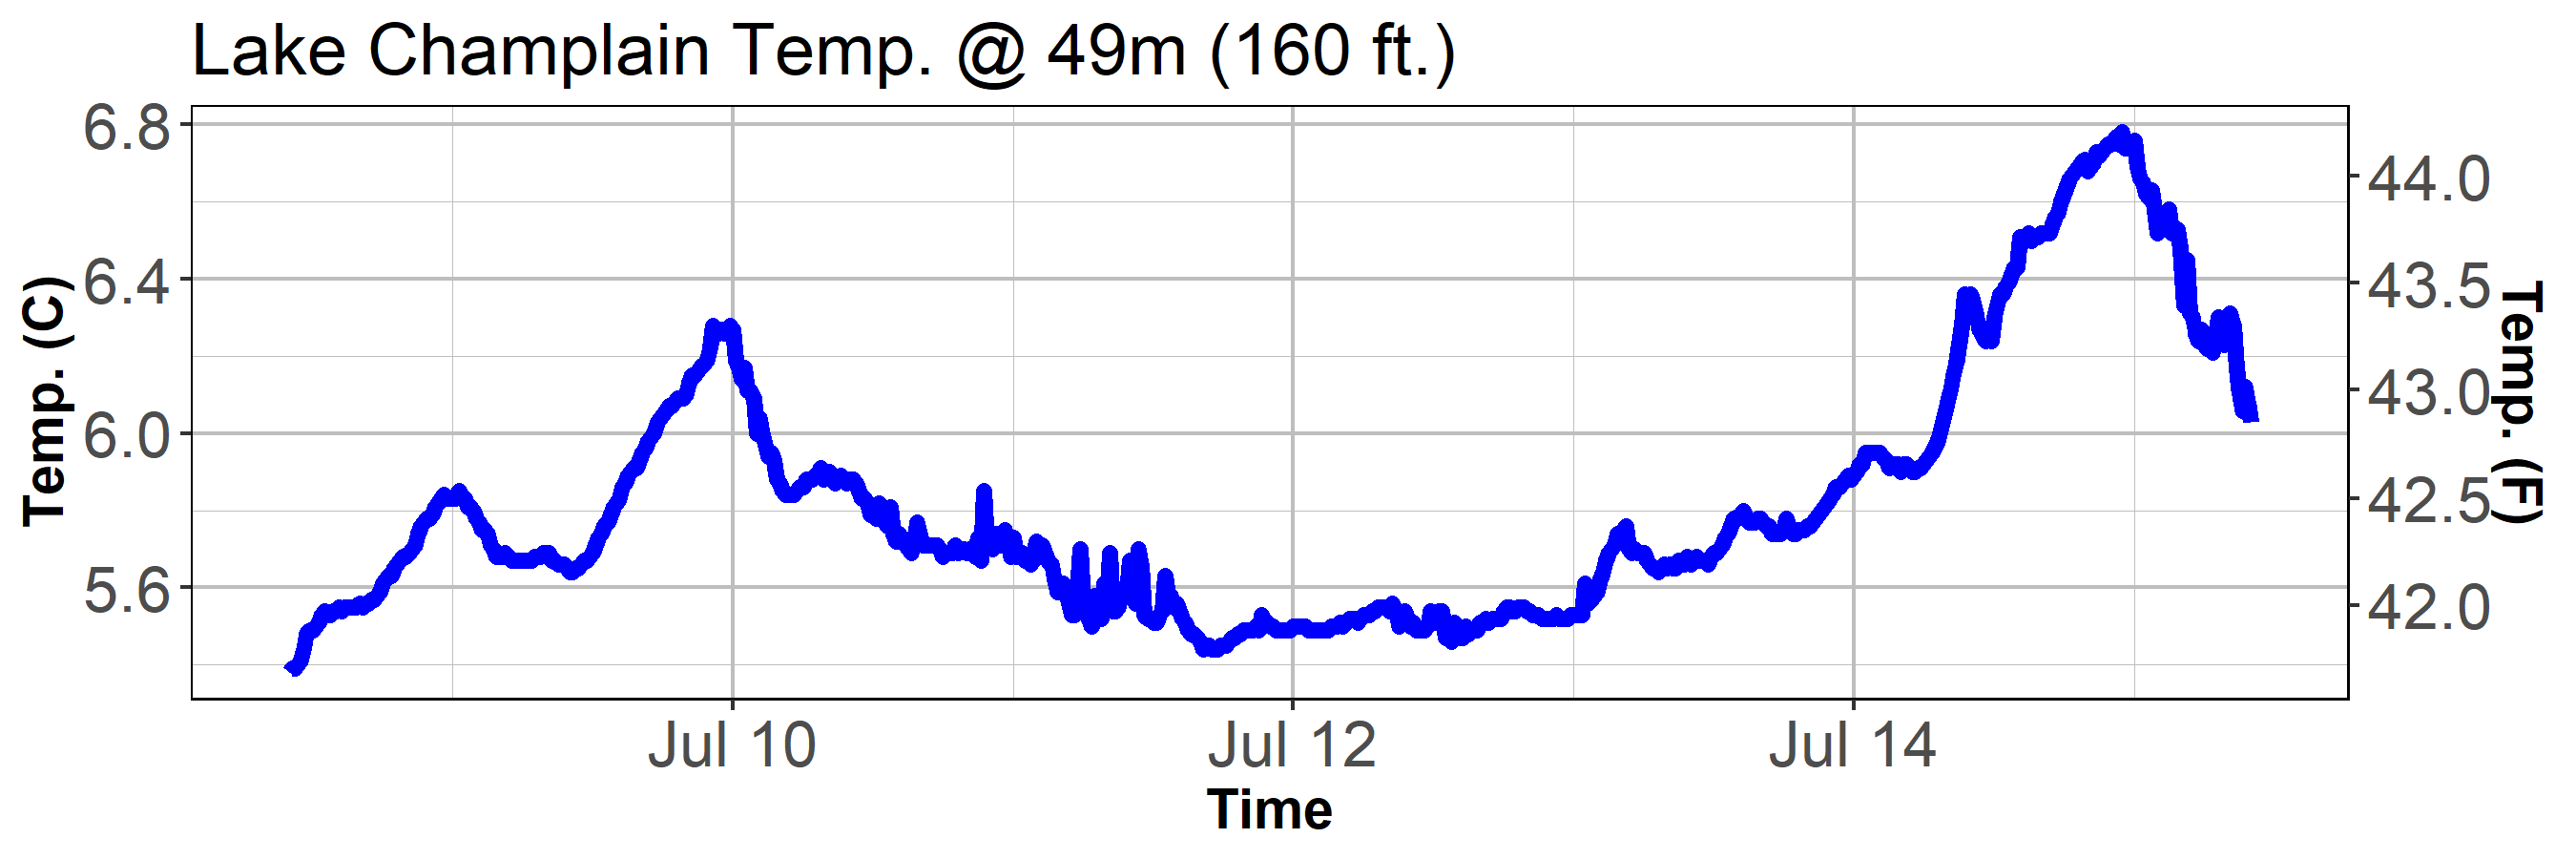 Lake Champlain Temp. @ 49m (160 ft.)
6.8
6.4
6.0
5.6
Temp. (C)
44.0
43.5
43.0
42.5
42.0
Temp. (F)
Jul 10
Jul 12
Jul 14
Time